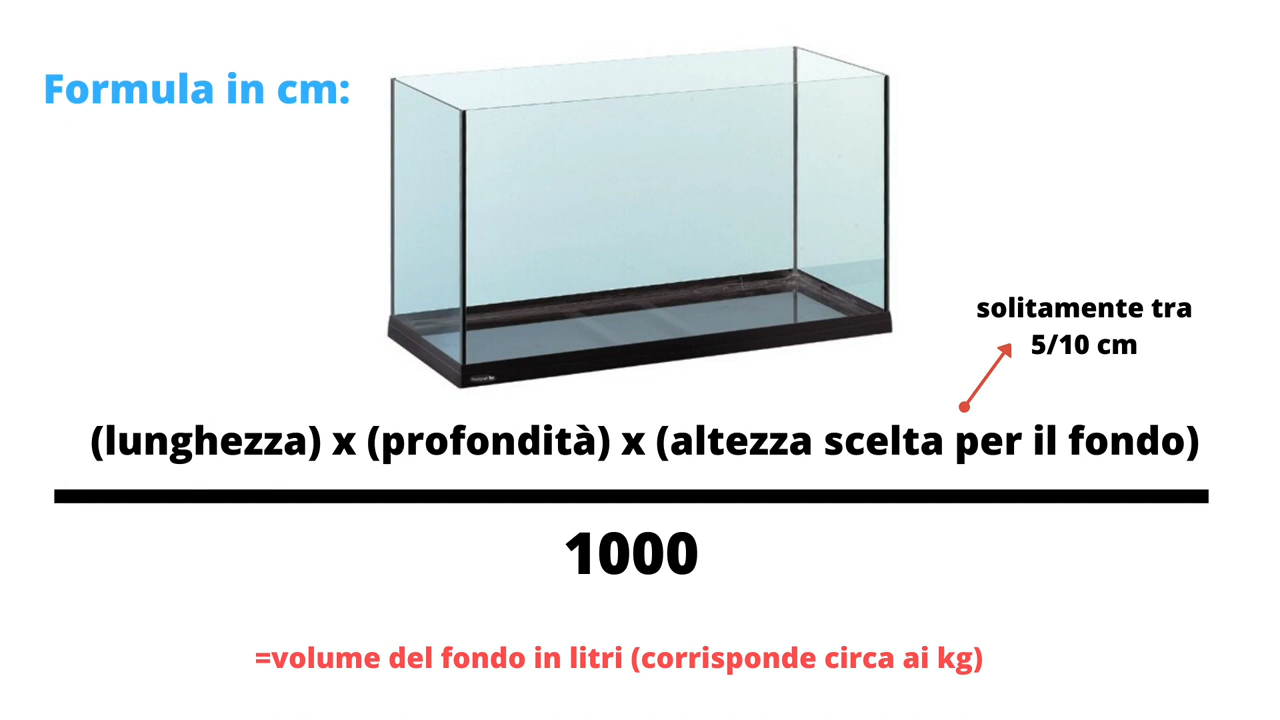 Formula in cm:
solitamente tra
5/10 cm
(lunghezza) x (profondità) x (altezza scelta per il fondo)
1000
=volume del fondo in litri (corrisponde circa ai kg)